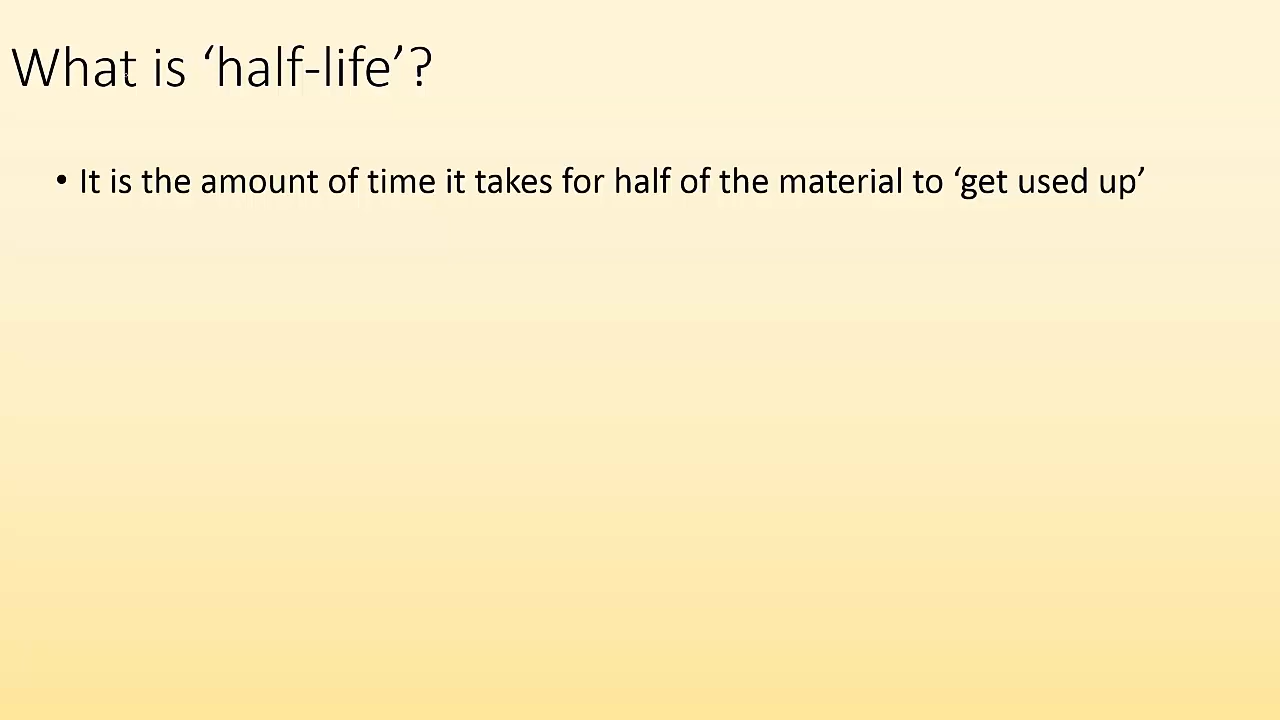 What is ‘half-life’?
• It is the amount of time it takes for half of the material to ‘get used up’